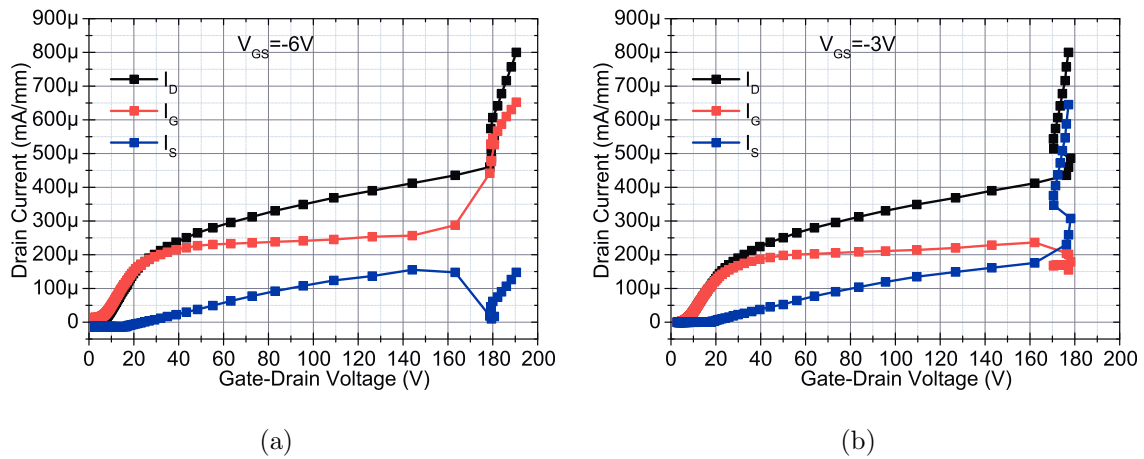 900μ
800μ
700μ
600μ
500μ
400μ
300μ
200μ
100μ
0
Drain Current (mA/mm)
V_GS=-6V
I_D
I_G
I_S
0 20 40 60 80 100 120 140 160 180 200
Gate-Drain Voltage (V)
(a)
900μ
800μ
700μ
600μ
500μ
400μ
300μ
200μ
100μ
0
Drain Current (mA/mm)
V_GS=-3V
I_D
I_G
I_S
0 20 40 60 80 100 120 140 160 180 200
Gate-Drain Voltage (V)
(b)